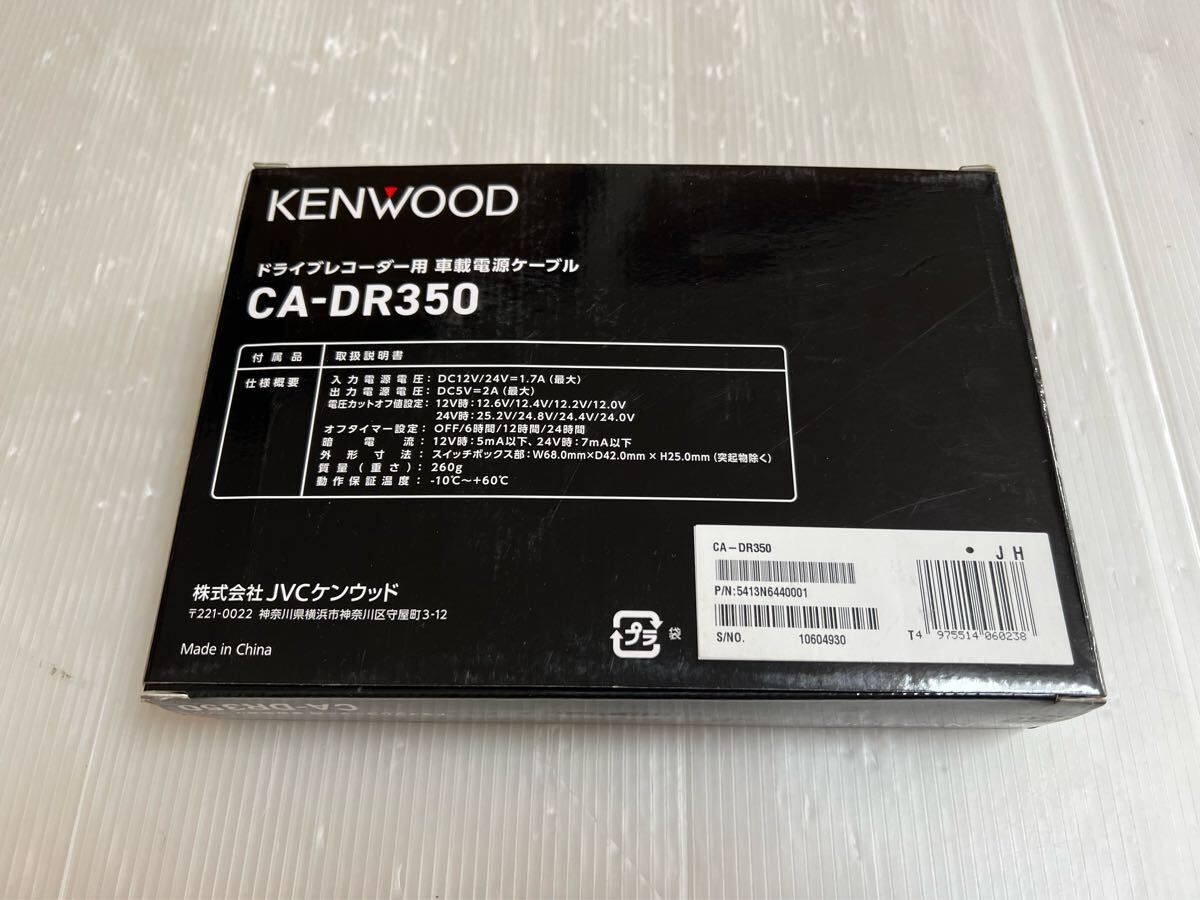 KENWOOD
ドライブレコーダー用 車載電源ケーブル
CA-DR350
付属品 取扱説明書
仕様概要 入力電源電圧: DC12V/24V=1.7A (最大)
出力電源電圧: DC5V=2A (最大)
電圧カットオフ値設定: 12V時:12.6V/12.4V/12.2V/12.0V
24V時:25.2V/24.8V/24.4V/24.0V
オフタイマー設定: OFF/6時間/12時間/24時間
暗電流: 12V時:5mA以下、24V時:7mA以下
外形寸法: スイッチボックス部:W68.0mm×D42.0mm × H25.0mm (突起物除く)
質量(重さ): 260g
動作保証温度: -10℃〜+60℃
株式会社 JVCケンウッド
〒221-0022 神奈川県横浜市神奈川区守屋町3-12
Made in China
プラ 袋
CA-DR350
P/N:5413N6440001
S/NO. 10604930
• JH
T4 975514 060238
CA-DR350